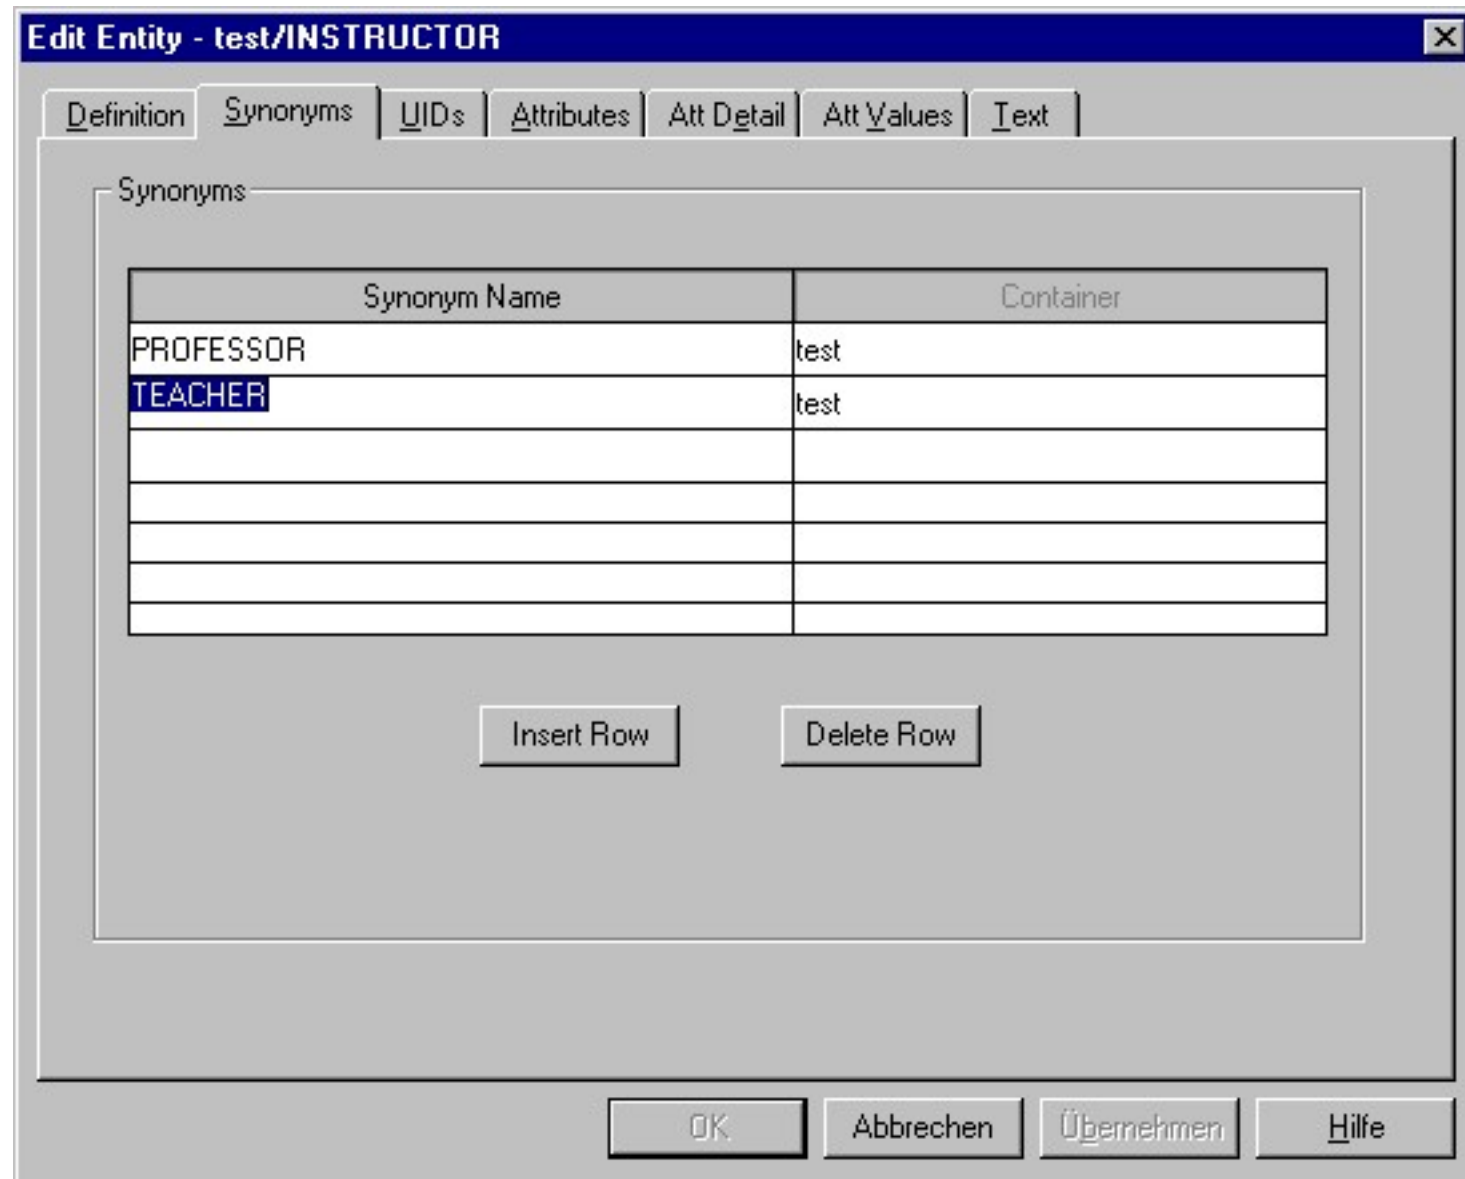 Edit Entity - test/INSTRUCTOR
Definition Synonyms UIDs Attributes Att Detail Att Values Text
Synonyms
Synonym Name Container
PROFESSOR test
TEACHER test
Insert Row Delete Row
OK Abbrechen Übernehmen Hilfe